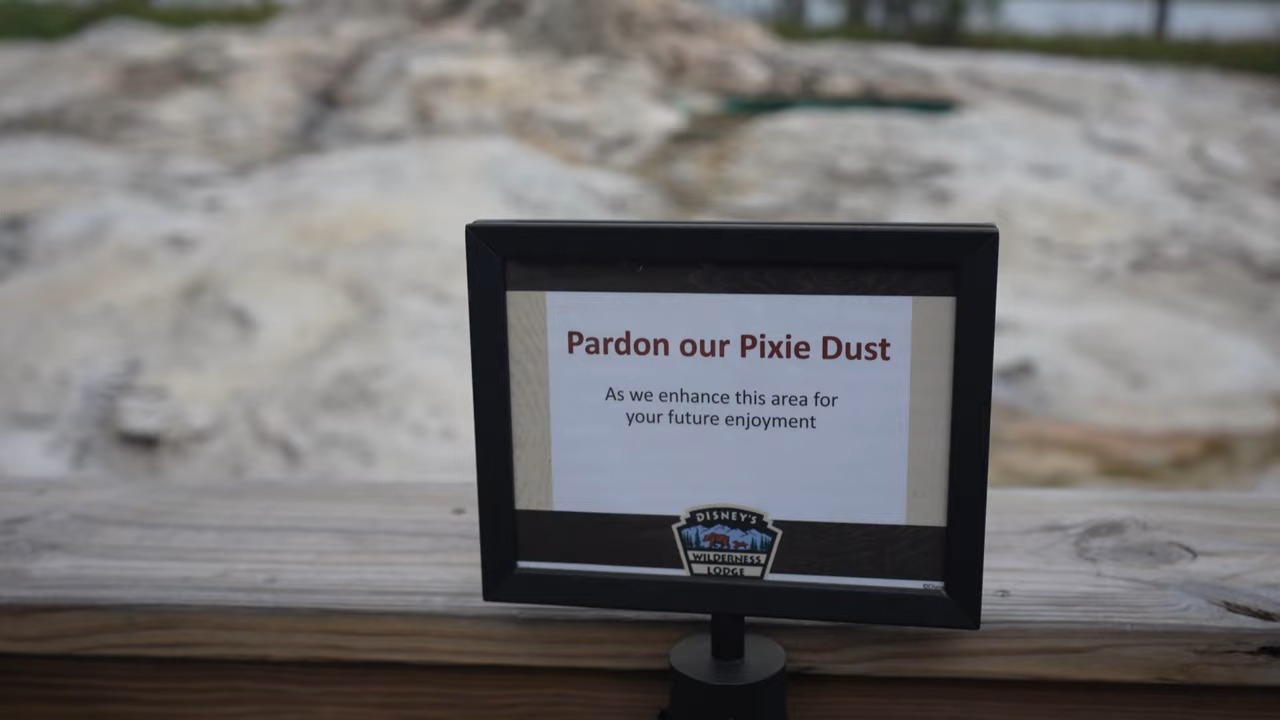 Pardon our Pixie Dust
As we enhance this area for
your future enjoyment
DISNEY'S
WILDERNESS
LODGE